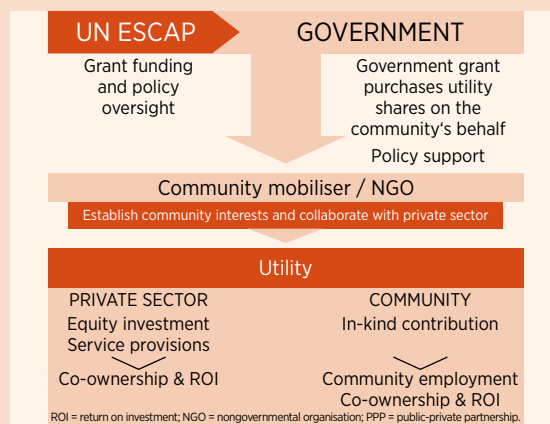 UN ESCAP
GOVERNMENT
Grant funding
and policy
oversight
Government grant
purchases utility
shares on the
community‘s behalf
Policy support
Community mobiliser / NGO
Establish community interests and collaborate with private sector
Utility
PRIVATE SECTOR
Equity investment
Service provisions
Co-ownership & ROI
COMMUNITY
In-kind contribution
Community employment
Co-ownership & ROI
ROI = return on investment; NGO = nongovernmental organisation; PPP = public-private partnership.